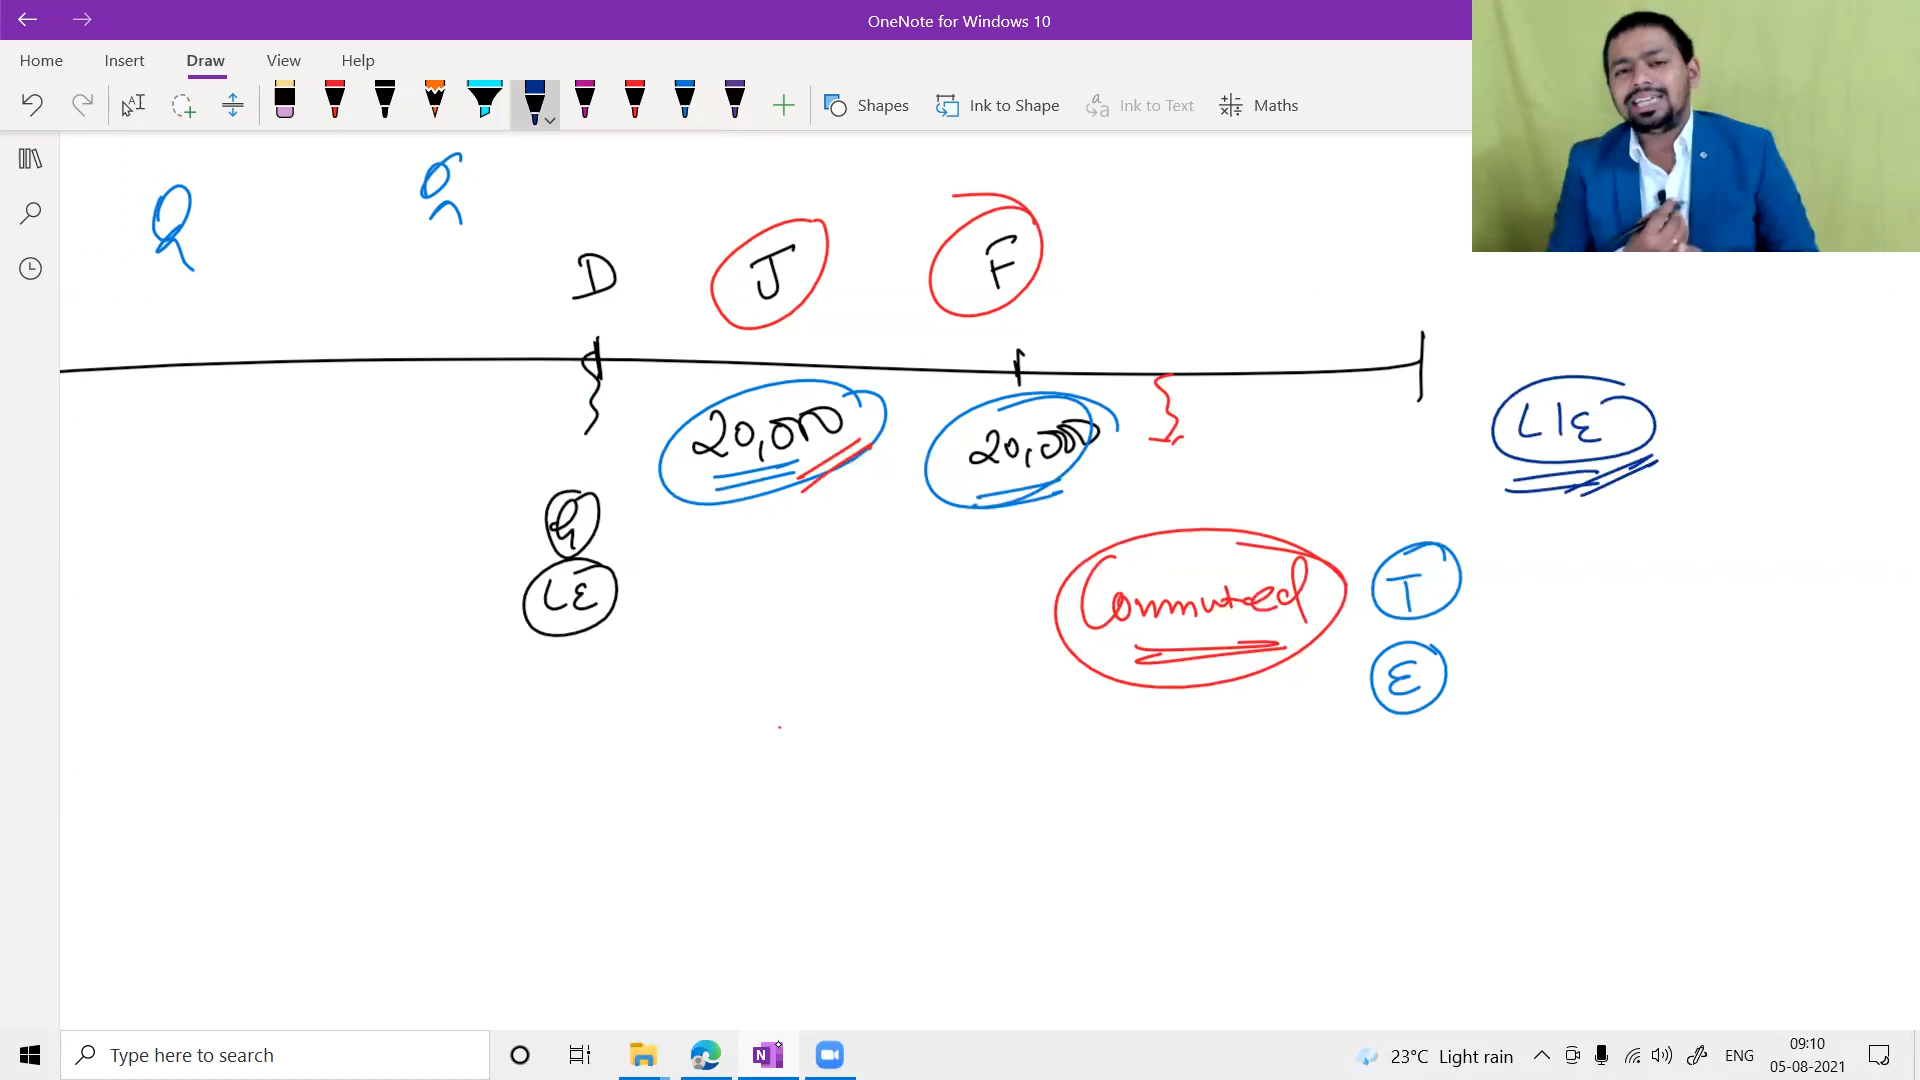 OneNote for Windows 10
Home Insert Draw View Help
Shapes Ink to Shape Ink to Text Maths
D J F
20,000 20,000
LE
Commuted T
E
Type here to search
23°C Light rain ENG 09:10
05-08-2021